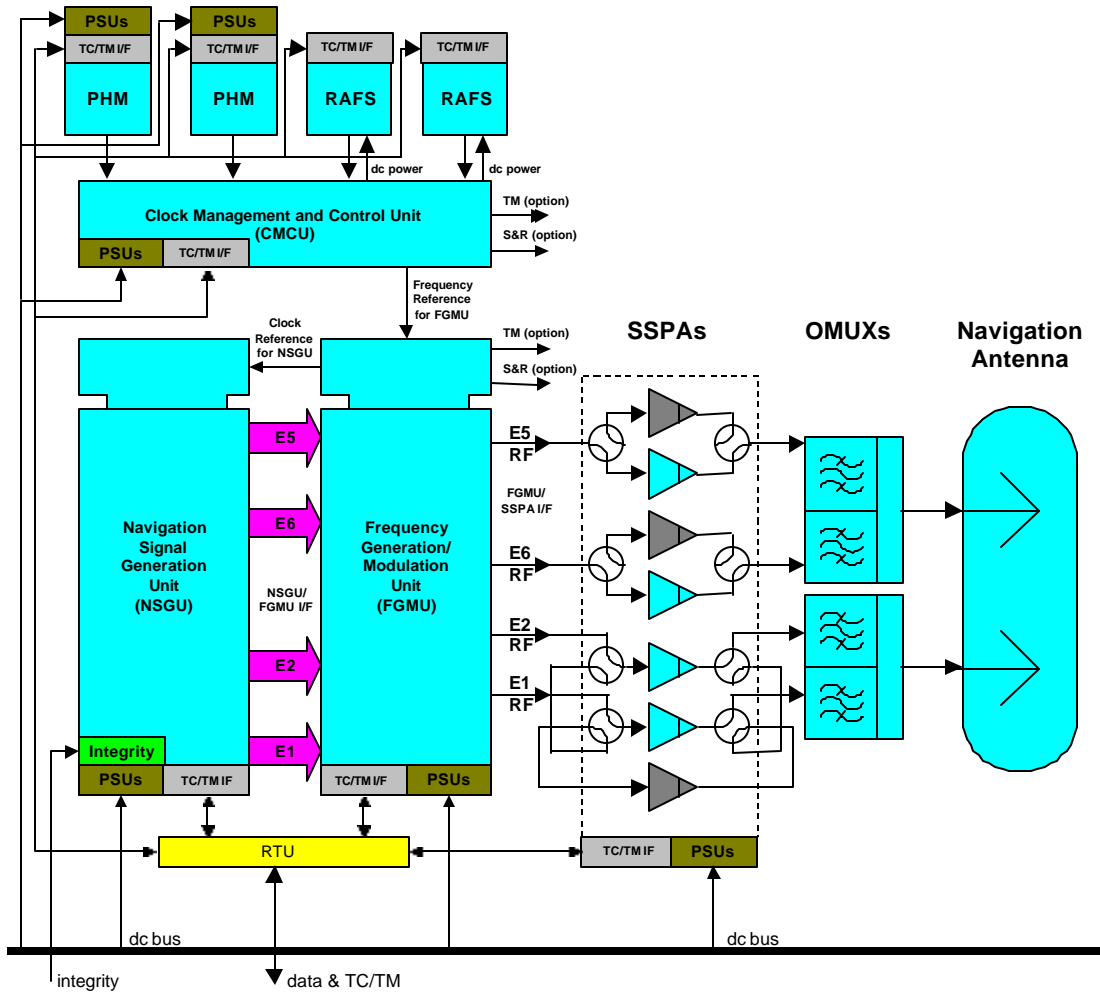 PSUs
PSUs
TC/TM I/F
TC/TM I/F
TC/TM I/F
TC/TM I/F
PHM
PHM
RAFS
RAFS
dc power
dc power
Clock Management and Control Unit
(CMCU)
PSUs
TC/TM I/F
TM (option)
S&R (option)
Frequency
Reference
for FGMU
Clock
Reference
for NSGU
TM (option)
S&R (option)
SSPAs
OMUXs
Navigation
Antenna
E5
E6
NSGU/
FGMU I/F
E2
E1
Navigation
Signal
Generation
Unit
(NSGU)
Frequency
Generation/
Modulation
Unit
(FGMU)
E5
RF
FGMU/
SSPA I/F
E6
RF
E2
RF
E1
RF
Integrity
PSUs
TC/TM IF
TC/TM I/F
PSUs
RTU
TC/TM IF
PSUs
dc bus
dc bus
integrity
data & TC/TM